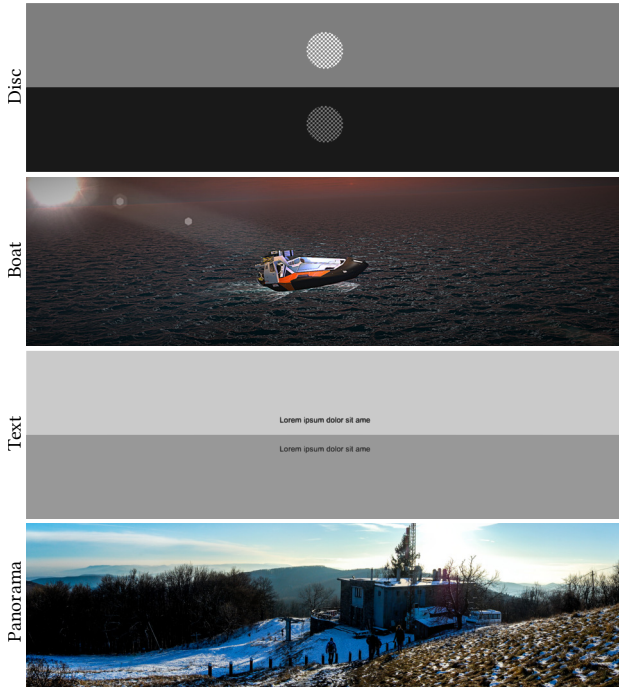 Disc
Boat
Text
Lorem ipsum dolor sit ame
Lorem ipsum dolor sit ame
Panorama